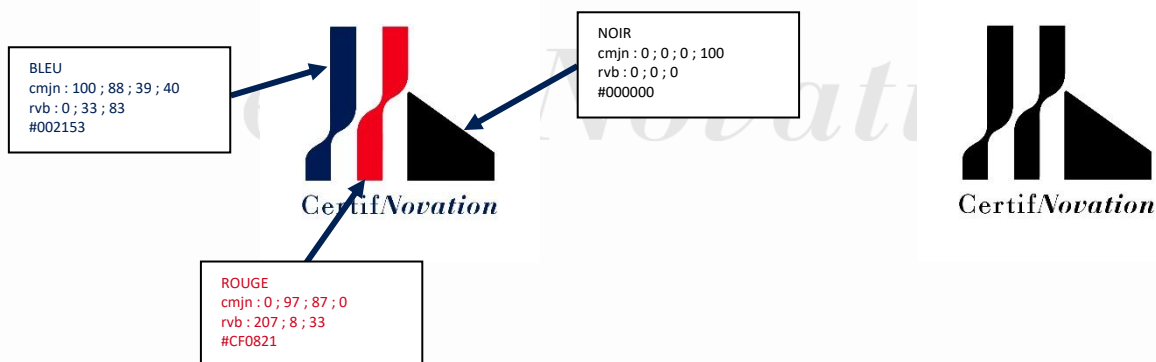 NOIR
cmjn : 0 ; 0 ; 0 ; 100
rvb : 0 ; 0 ; 0
#000000
BLEU
cmjn : 100 ; 88 ; 39 ; 40
rvb : 0 ; 33 ; 83
#002153
CertifNovation
CertifNovation
ROUGE
cmjn : 0 ; 97 ; 87 ; 0
rvb : 207 ; 8 ; 33
#CF0821